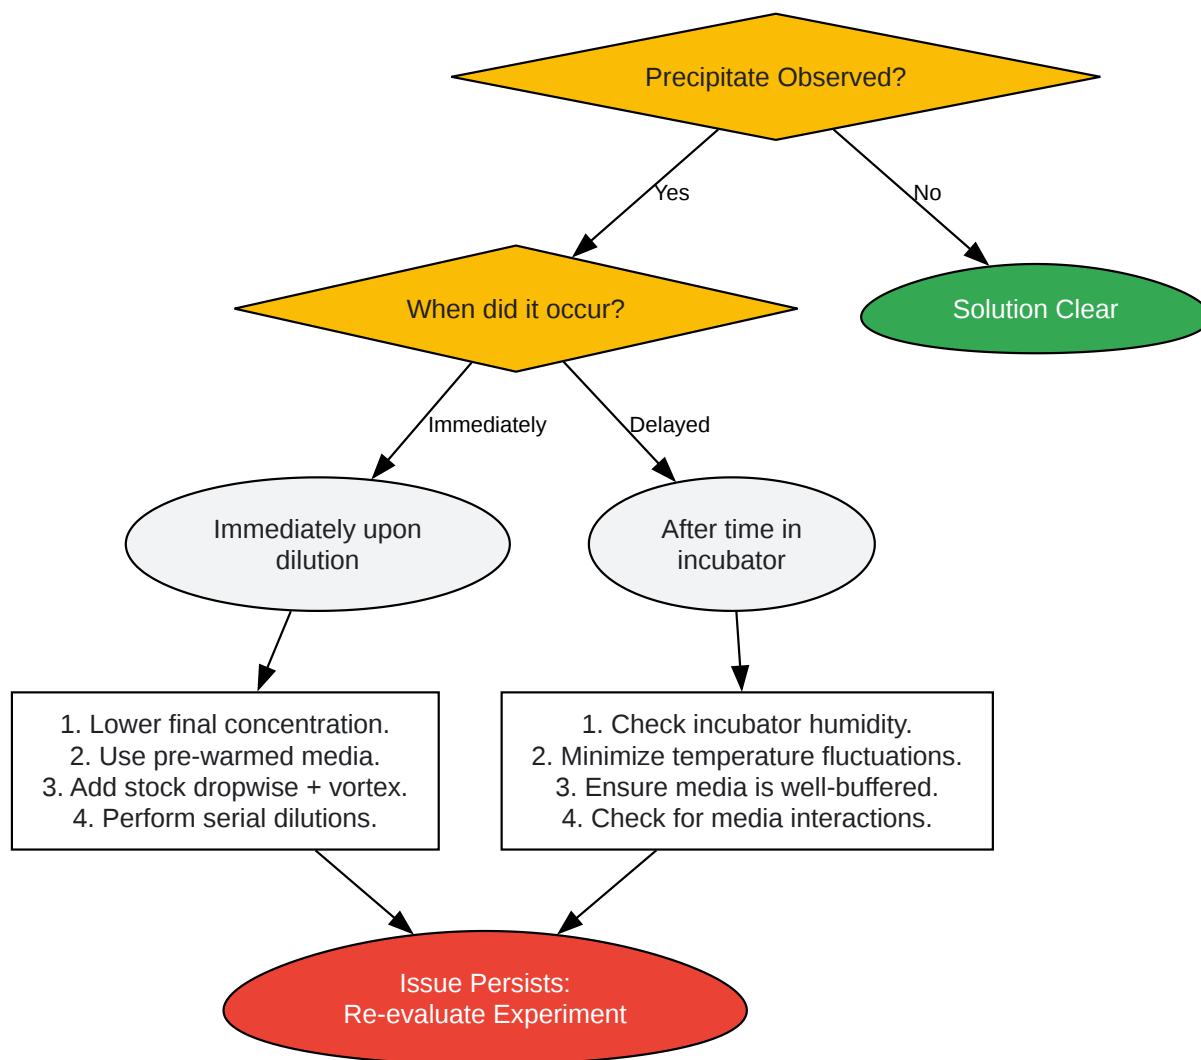 Precipitate Observed?
Yes
No
When did it occur?
Solution Clear
Immediately
Delayed
Immediately upon
dilution
After time in
incubator
1. Lower final concentration.
2. Use pre-warmed media.
3. Add stock dropwise + vortex.
4. Perform serial dilutions.
1. Check incubator humidity.
2. Minimize temperature fluctuations.
3. Ensure media is well-buffered.
4. Check for media interactions.
Issue Persists:
Re-evaluate Experiment